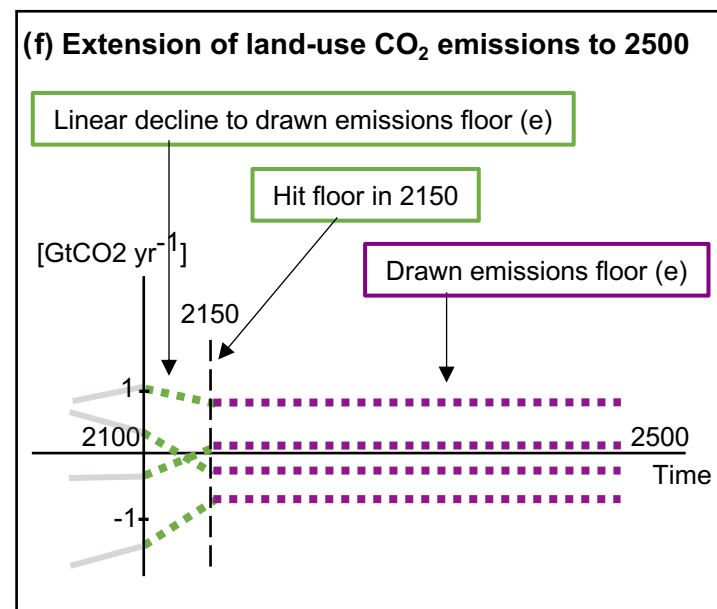 (f) Extension of land-use CO₂ emissions to 2500
Linear decline to drawn emissions floor (e)
Hit floor in 2150
[GtCO2 yr⁻¹]
Drawn emissions floor (e)
2150
1
2100
2500
Time
-1